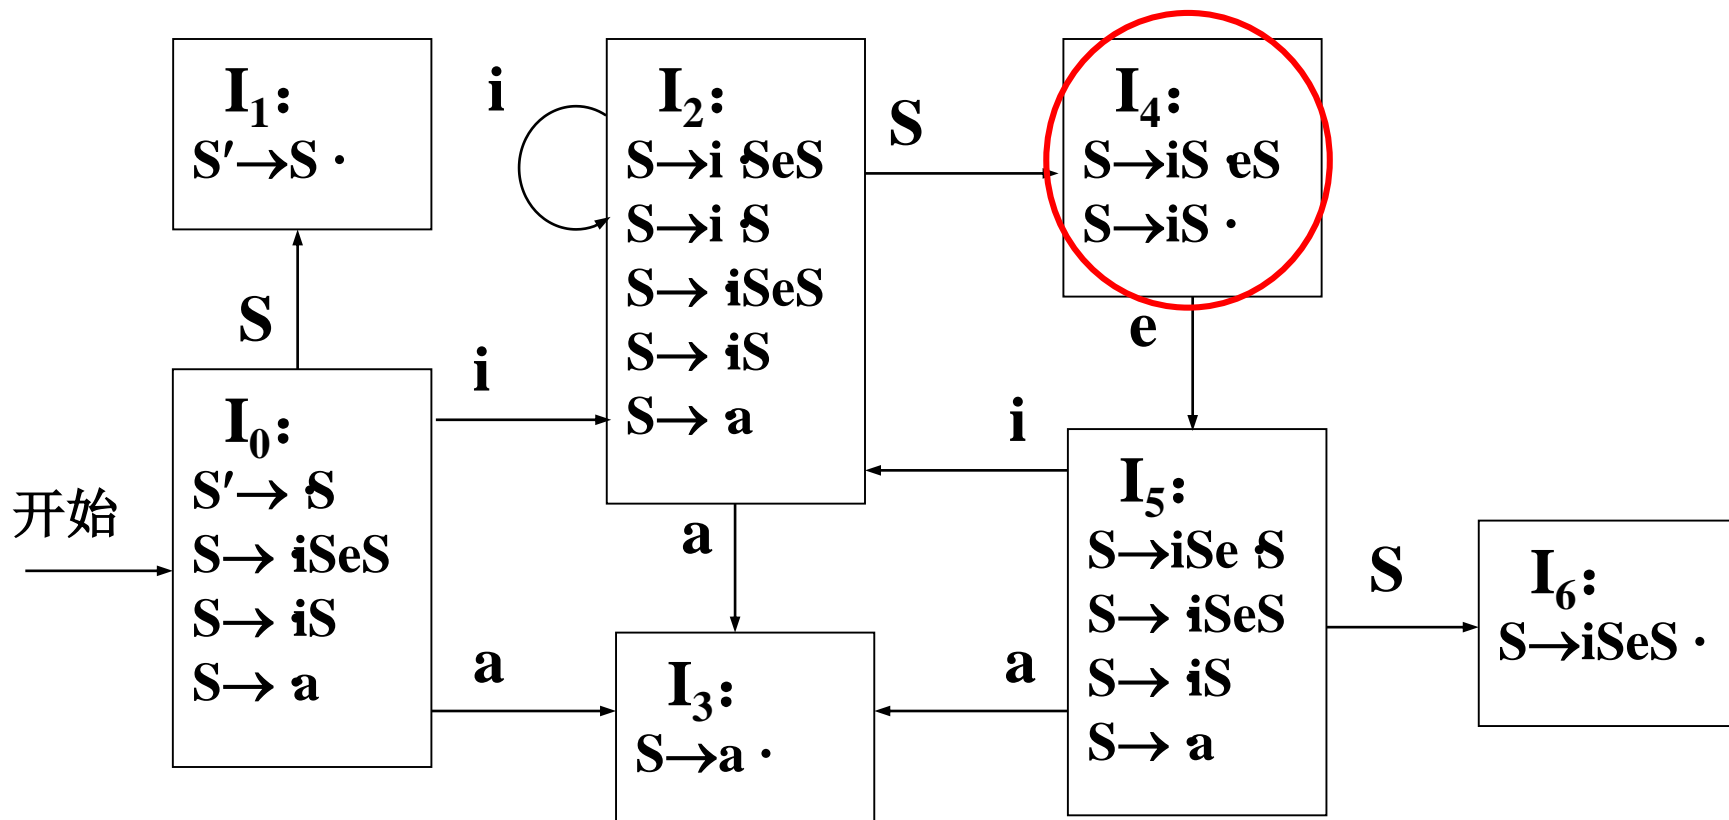 I1：
S′→S ·
i
I2：
S→i ·SeS
S→i ·S
S→ ·iSeS
S→ ·iS
S→ ·a
S
I4：
S→iS ·eS
S→iS ·
S
i
e
I0：
S′→ ·S
S→ ·iSeS
S→ ·iS
S→ ·a
开始
a
a
I3：
S→a ·
i
a
I5：
S→iSe ·S
S→ ·iSeS
S→ ·iS
S→ ·a
S
I6：
S→iSeS ·